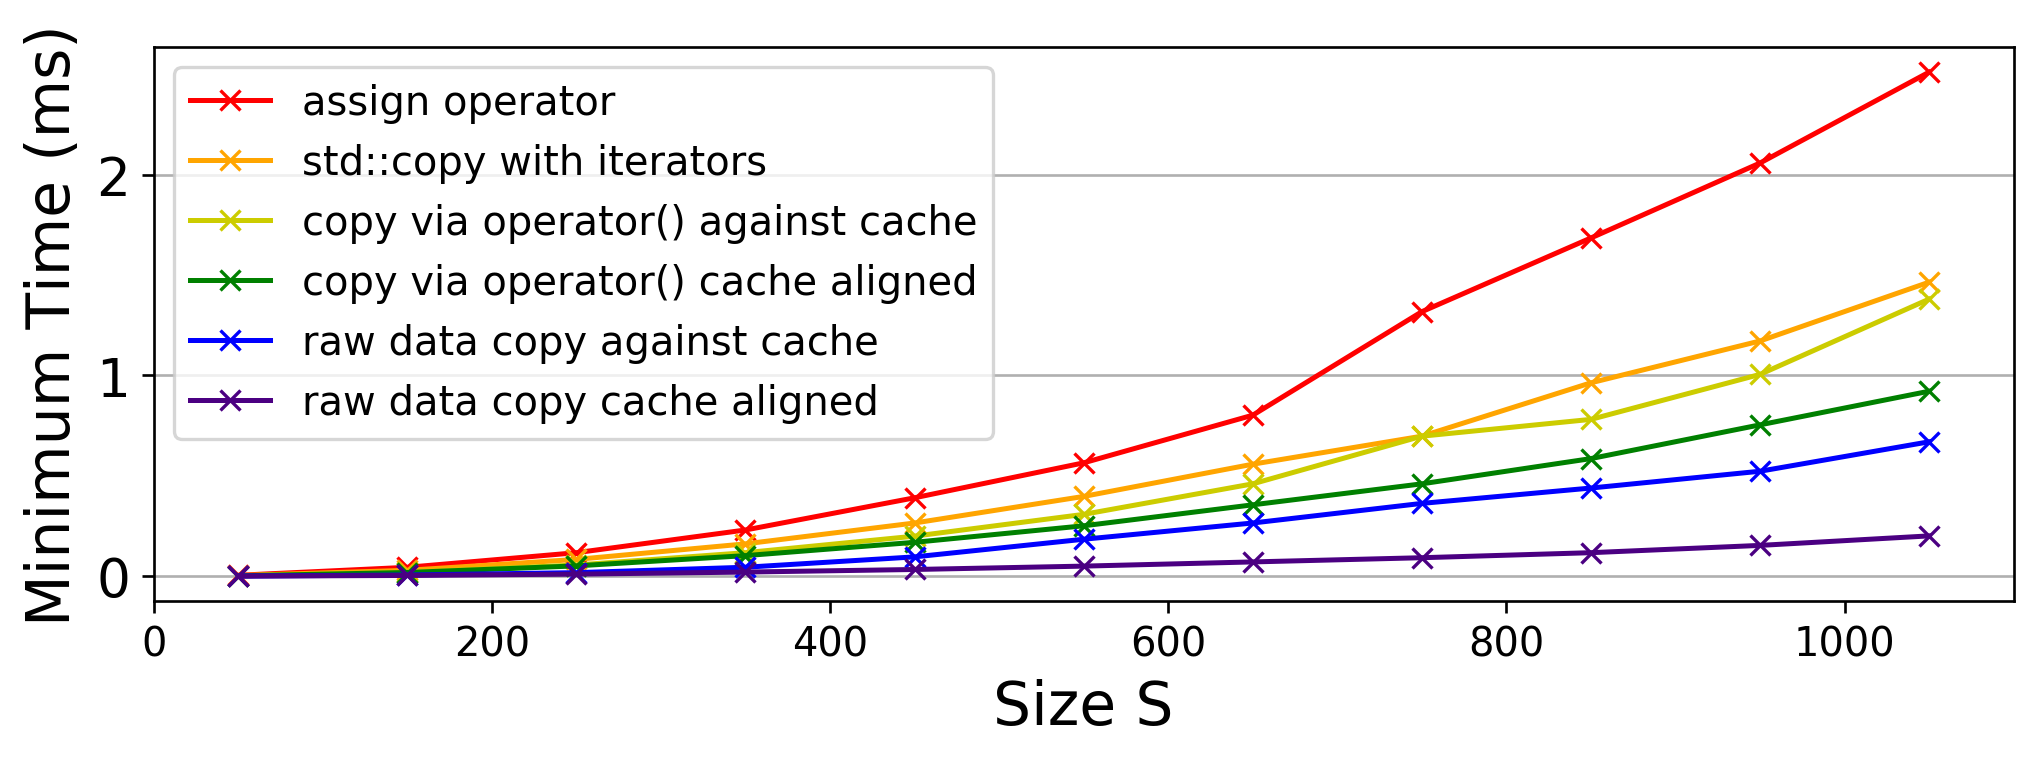 Minimum Time (ms)
2
1
0
assign operator
std::copy with iterators
copy via operator() against cache
copy via operator() cache aligned
raw data copy against cache
raw data copy cache aligned
0 200 400 600 800 1000
Size S